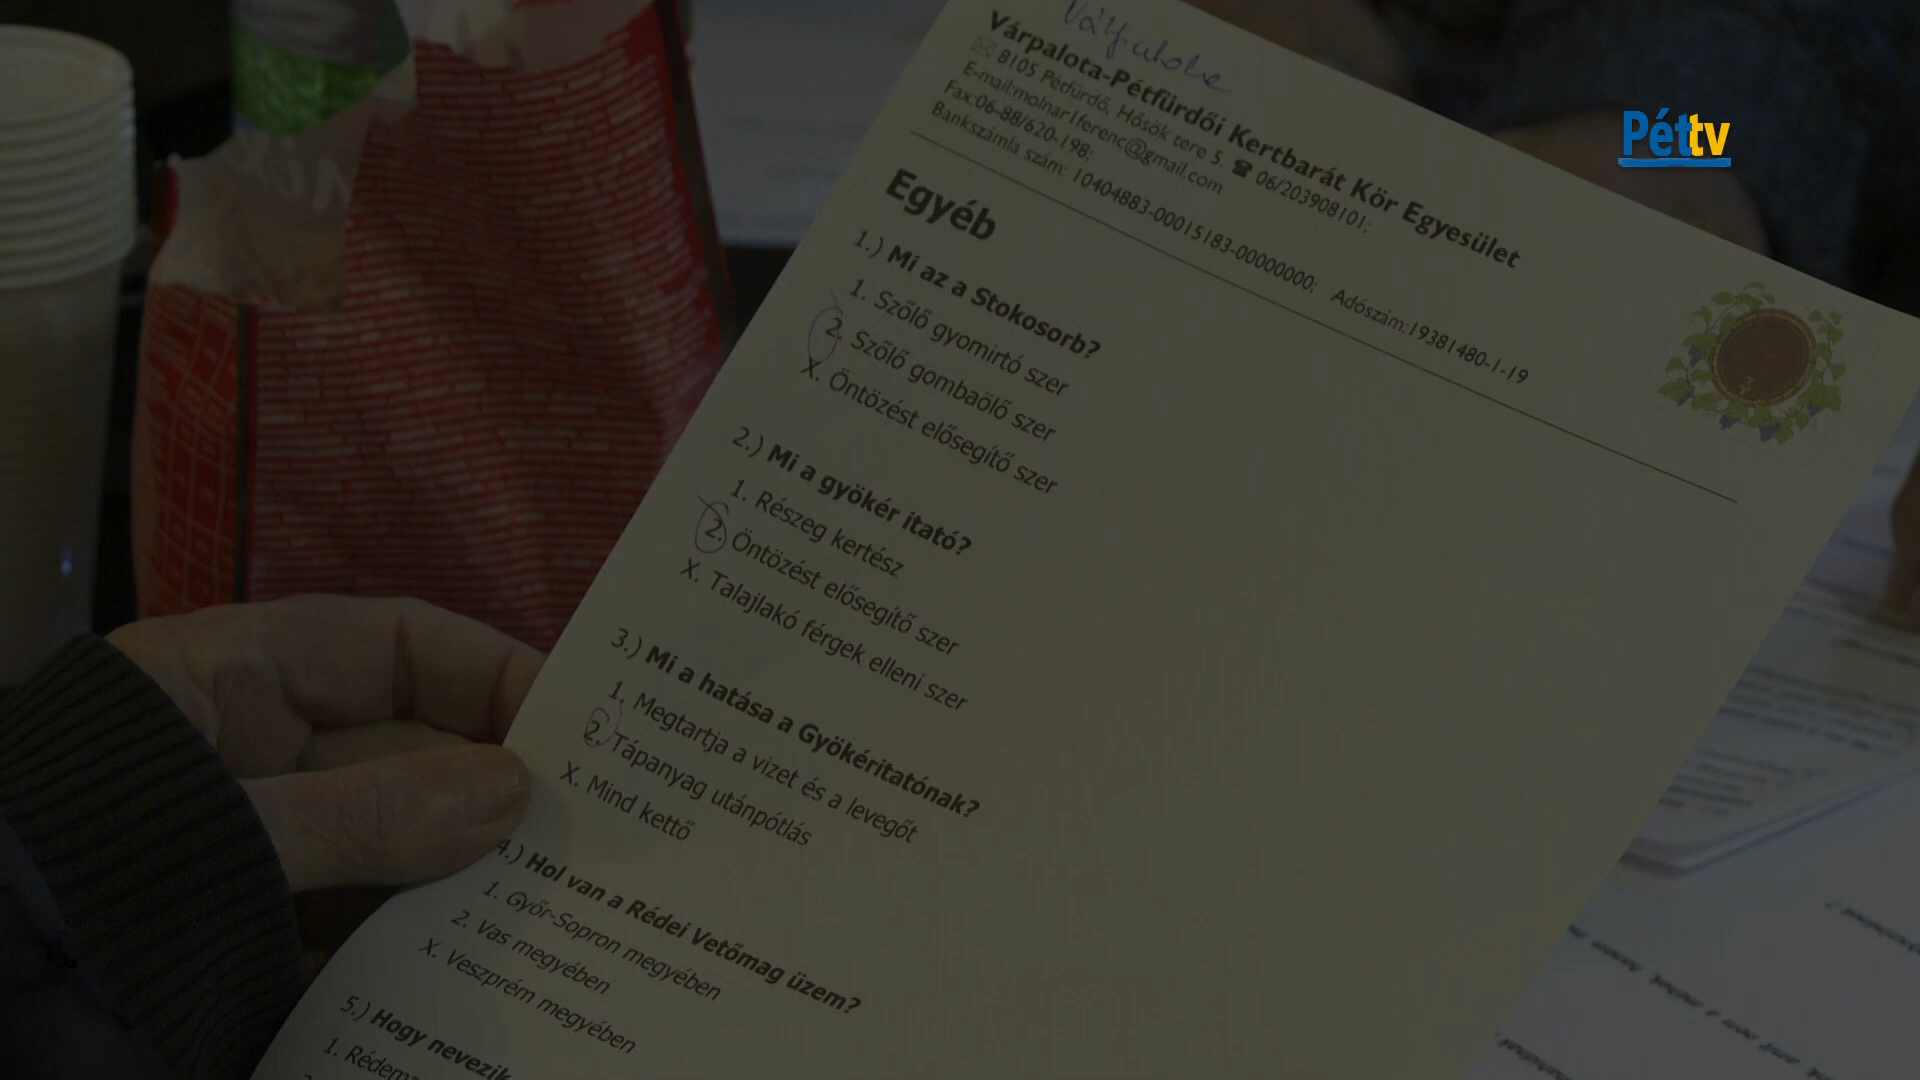 Péttv
Várpalota-Pétfürdői Kertbarát Kör Egyesület
✉ 8105 Pétfürdő, Hősök tere 5. ☎ 06/203908101;
E-mail:molnar1ferenc@gmail.com
Fax:06-88/620-198;
Bankszámla szám: 10404883-00015183-00000000; Adószám:19381480-1-19
Egyéb
1.) Mi az a Stokosorb?
1. Szőlő gyomirtó szer
2. Szőlő gombaölő szer
X. Öntözést elősegítő szer
2.) Mi a gyökér itató?
1. Részeg kertész
2. Öntözést elősegítő szer
X. Talajlakó férgek elleni szer
3.) Mi a hatása a Gyökéritatónak?
1. Megtartja a vizet és a levegőt
2. Tápanyag utánpótlás
X. Mind kettő
4.) Hol van a Rédei Vetőmag üzem?
1. Győr-Sopron megyében
2. Vas megyében
X. Veszprém megyében
5.) Hogy nevezik
1. Rédema